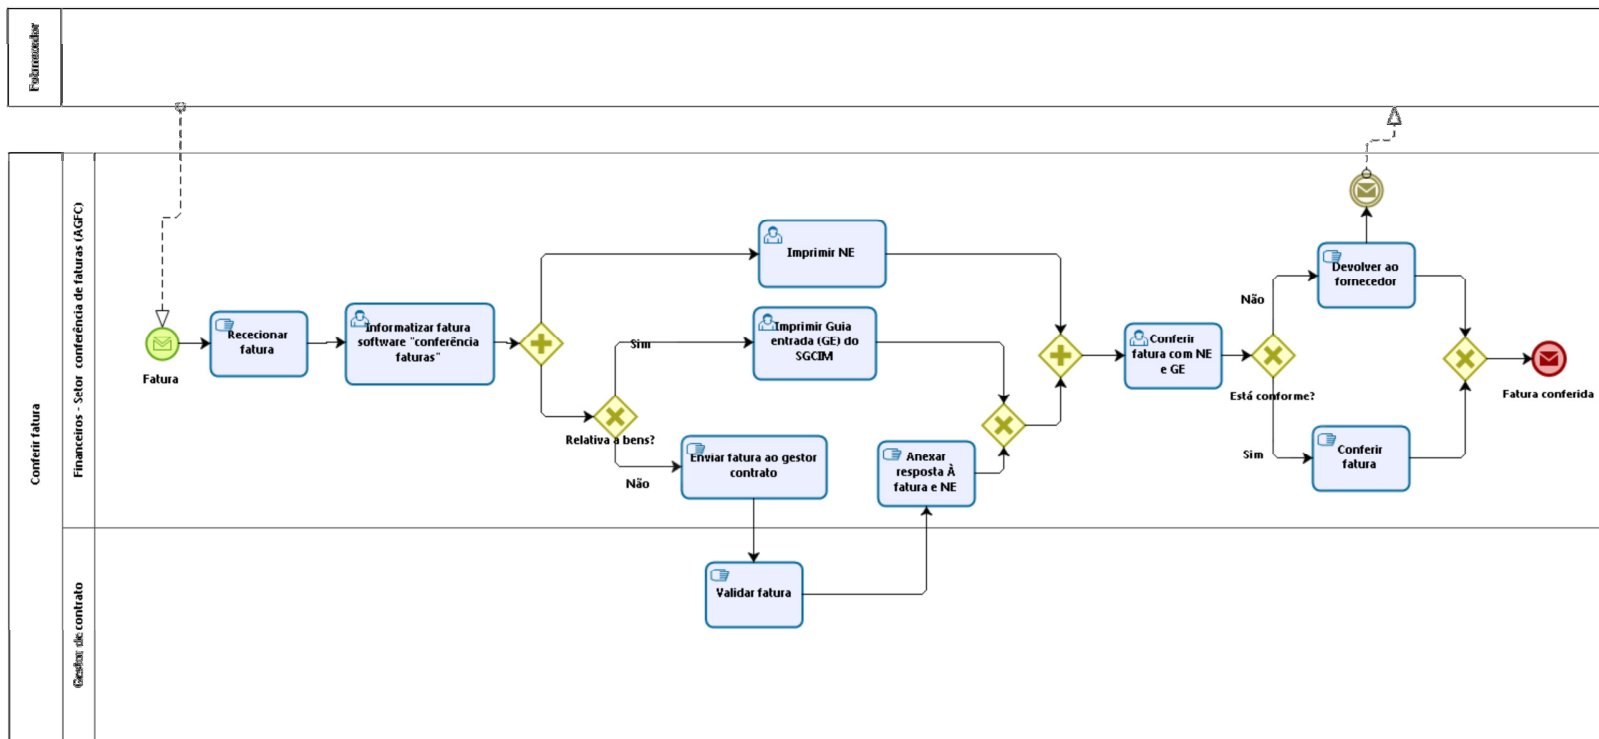 Fornecedor
Conferir fatura
Financeiros - Setor conferência de faturas (AGFC)
Gestor de contrato
Fatura
Rececionar
fatura
Informatizar fatura
software "conferência
faturas"
Imprimir NE
Sim
Imprimir Guia
entrada (GE) do
SGCIM
Relativa a bens?
Não
Enviar fatura ao gestor
contrato
Validar fatura
Anexar
resposta À
fatura e NE
Conferir
fatura com NE
e GE
Está conforme?
Não
Devolver ao
fornecedor
Sim
Conferir
fatura
Fatura conferida